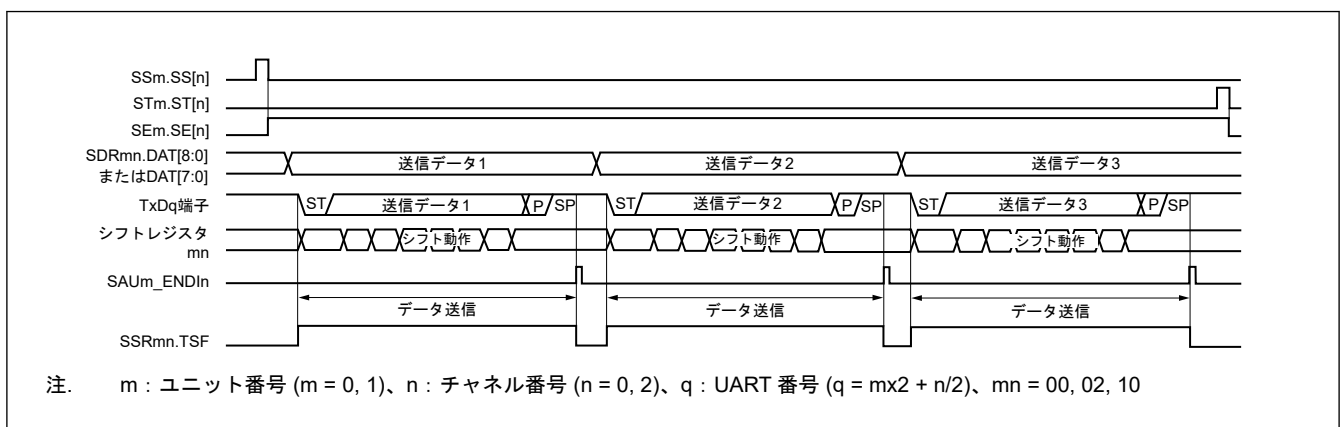 SSm.SS[n]
STm.ST[n]
SEm.SE[n]
SDRmn.DAT[8:0]
またはDAT[7:0]
送信データ1
送信データ2
送信データ3
TxDq端子
ST
送信データ1
P
SP
ST
送信データ2
P
SP
ST
送信データ3
P
SP
シフトレジスタ
mn
シフト動作
シフト動作
シフト動作
SAUm_ENDIn
データ送信
データ送信
データ送信
SSRmn.TSF
注. m：ユニット番号 (m = 0, 1)、n：チャネル番号 (n = 0, 2)、q：UART 番号 (q = mx2 + n/2)、mn = 00, 02, 10